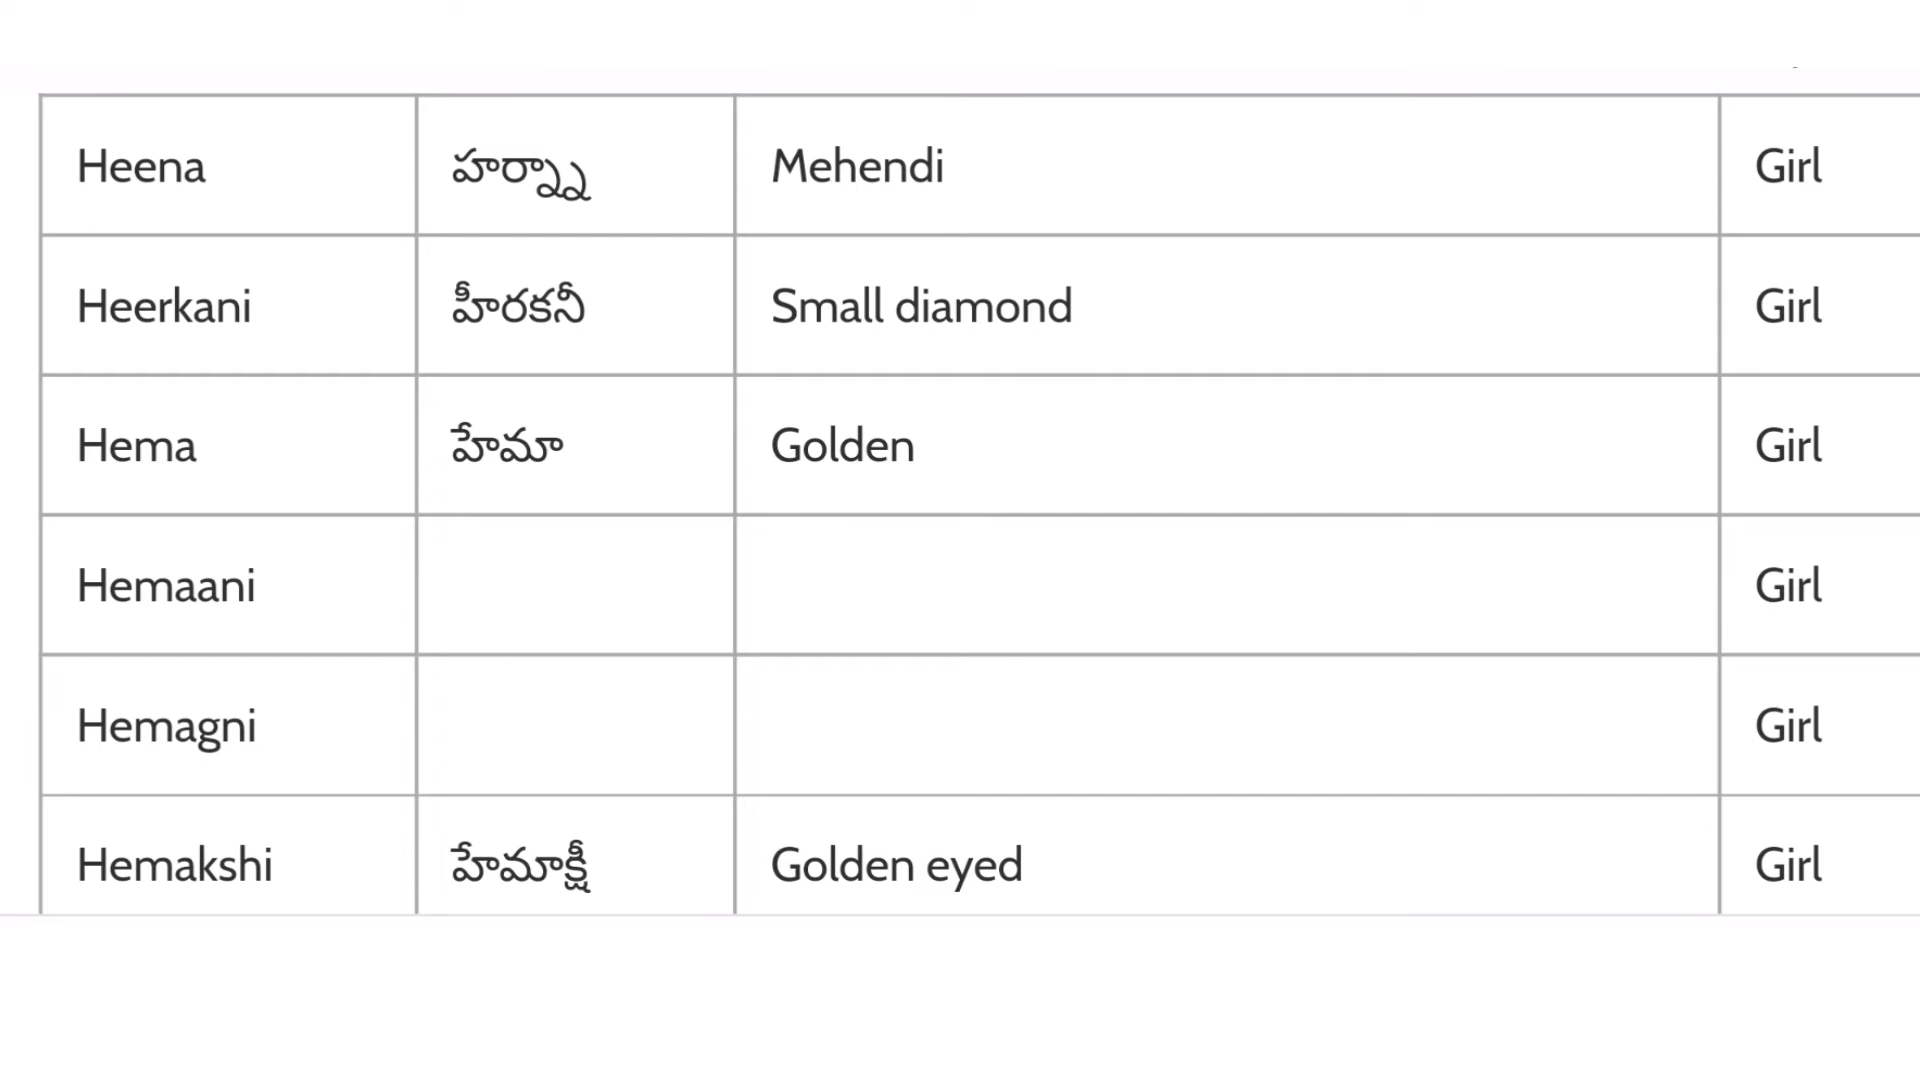 Heena హర్న్నా Mehendi Girl
Heerkani హీరకనీ Small diamond Girl
Hema హేమా Golden Girl
Hemaani Girl
Hemagni Girl
Hemakshi హేమాక్షీ Golden eyed Girl